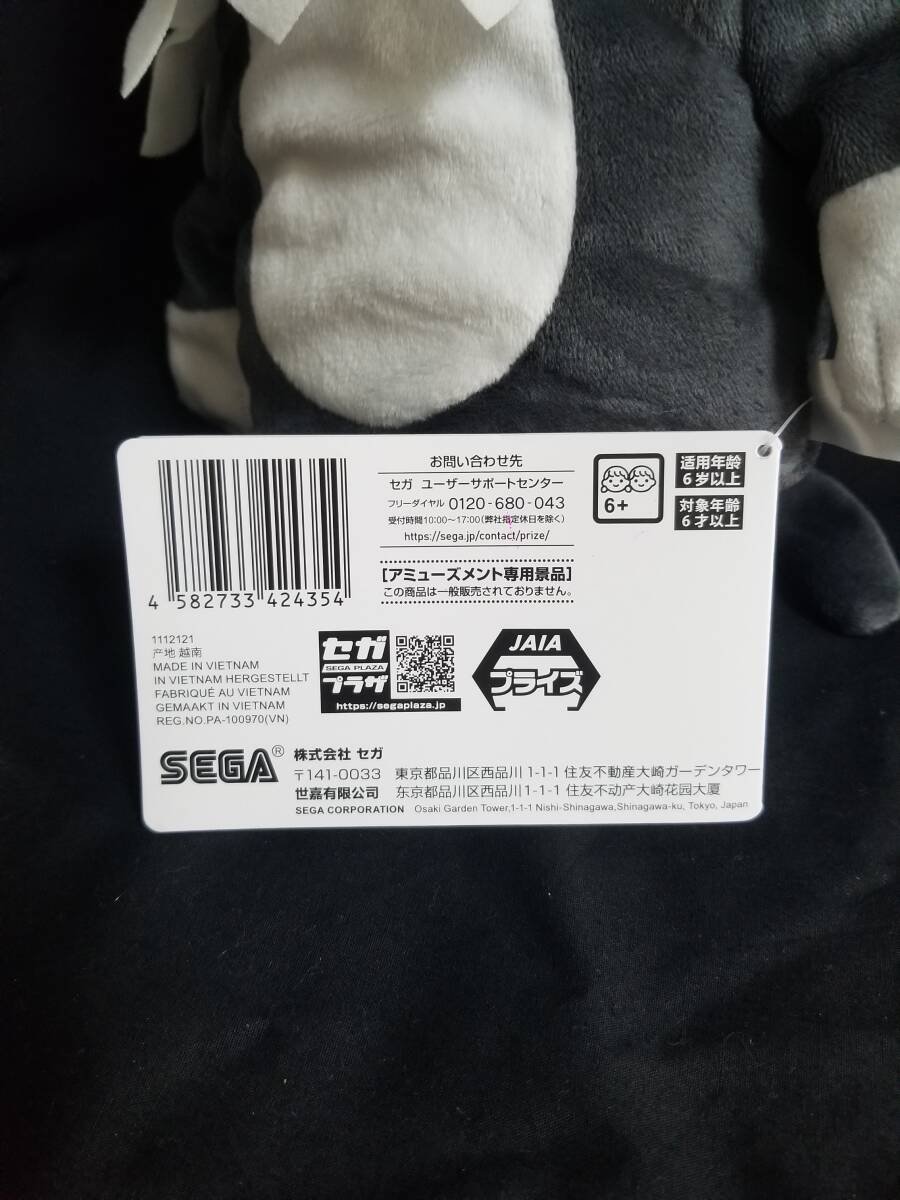 お問い合わせ先
セガ ユーザーサポートセンター
フリーダイヤル 0120-680-043
受付時間10:00〜17:00(弊社指定休日を除く)
https://sega.jp/contact/prize/
[アミューズメント専用景品]
この商品は一般販売されておりません。
6+
适用年龄
6岁以上
対象年齢
6才以上
4 582733 424354
1112121
产地 越南
MADE IN VIETNAM
IN VIETNAM HERGESTELLT
FABRIQUÉ AU VIETNAM
GEMAAKT IN VIETNAM
REG.NO.PA-100970(VN)
セガ
SEGA PLAZA
プラザ
https://segaplaza.jp
JAIA
プライズ
SEGA®
株式会社 セガ
〒141-0033 東京都品川区西品川1-1-1 住友不動産大崎ガーデンタワー
世嘉有限公司 东京都品川区西品川1-1-1 住友不动产大崎花园大厦
SEGA CORPORATION Osaki Garden Tower,1-1-1 Nishi-Shinagawa,Shinagawa-ku, Tokyo, Japan